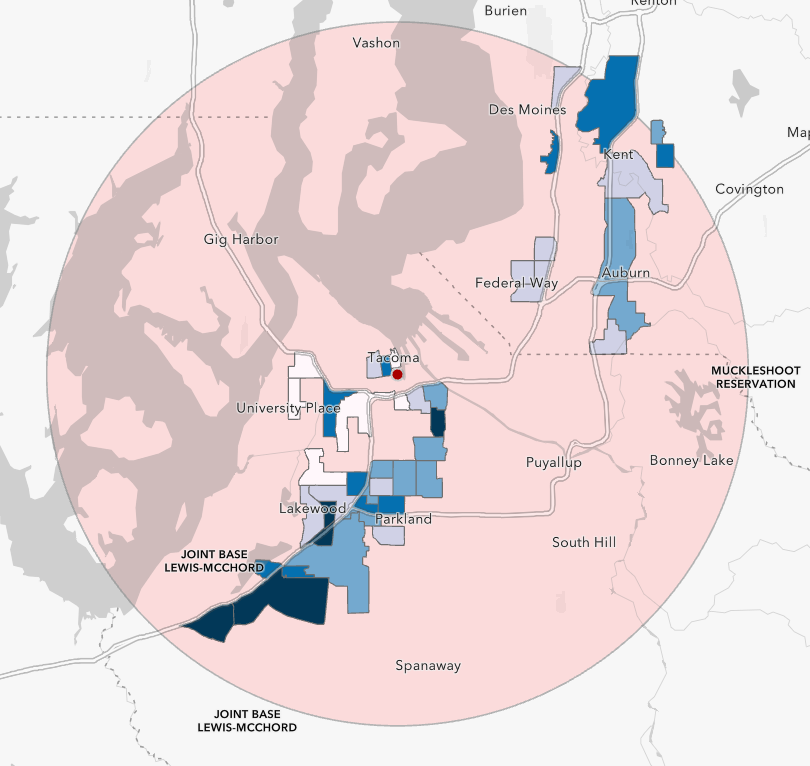 Renton
Burien
Vashon
Des Moines
Map
Kent
Covington
Gig Harbor
Auburn
Federal Way
Tacoma
MUCKLESHOOT
RESERVATION
University Place
Puyallup
Bonney Lake
Lakewood
Parkland
South Hill
JOINT BASE
LEWIS-MCCHORD
Spanaway
JOINT BASE
LEWIS-MCCHORD